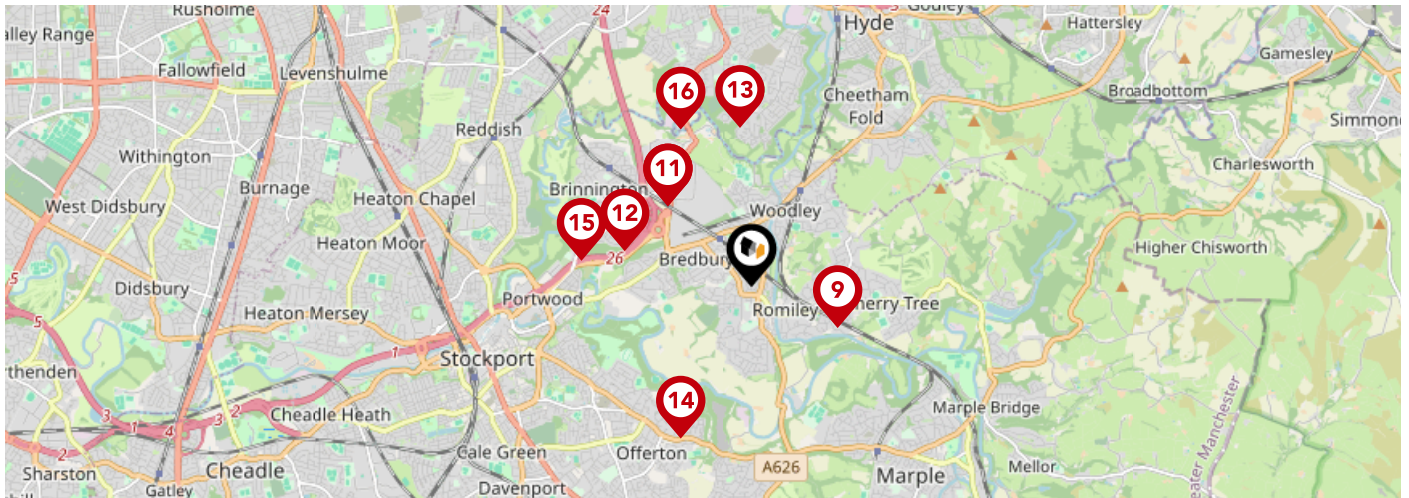 Rusholme
24
Godley
Hyde
Hattersley
alley Range
Gamesley
Fallowfield
Levenshulme
16
13
Cheetham
Fold
Broadbottom
Simmon
Reddish
Withington
11
Charlesworth
Burnage
Brinnington
Heaton Chapel
West Didsbury
15
12
Woodley
Heaton Moor
26
Bredbury
Higher Chisworth
5
Didsbury
Portwood
9
Romiley
herry Tree
5
Heaton Mersey
1
Stockport
rthenden
14
3
2
3
1
4
Cheadle Heath
Marple Bridge
2
Cale Green
Offerton
A626
Sharston
Cheadle
Marple
Mellor
Gatley
Davenport
eater Manchester